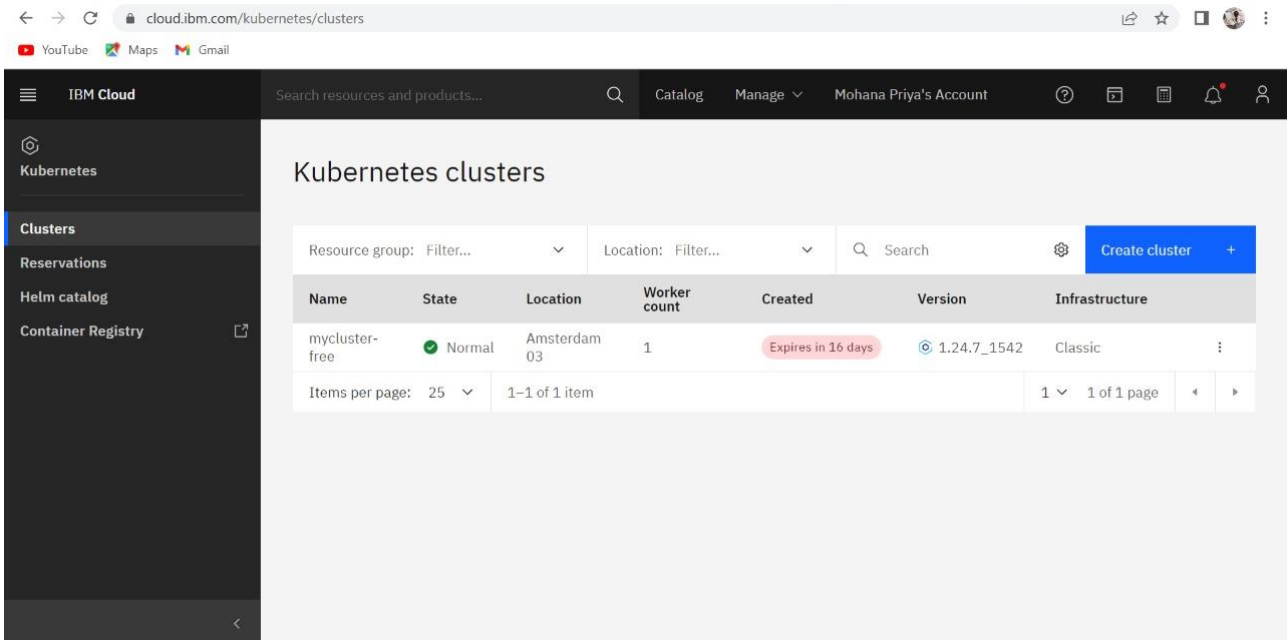 cloud.ibm.com/kubernetes/clusters
YouTube Maps Gmail
IBM Cloud Search resources and products... Catalog Manage Mohana Priya's Account
Kubernetes
Clusters
Reservations
Helm catalog
Container Registry
Kubernetes clusters
Resource group: Filter... Location: Filter... Search Create cluster +
Name State Location Worker count Created Version Infrastructure
mycluster-free Normal Amsterdam 03 1 Expires in 16 days 1.24.7_1542 Classic
Items per page: 25 1–1 of 1 item 1 1 of 1 page